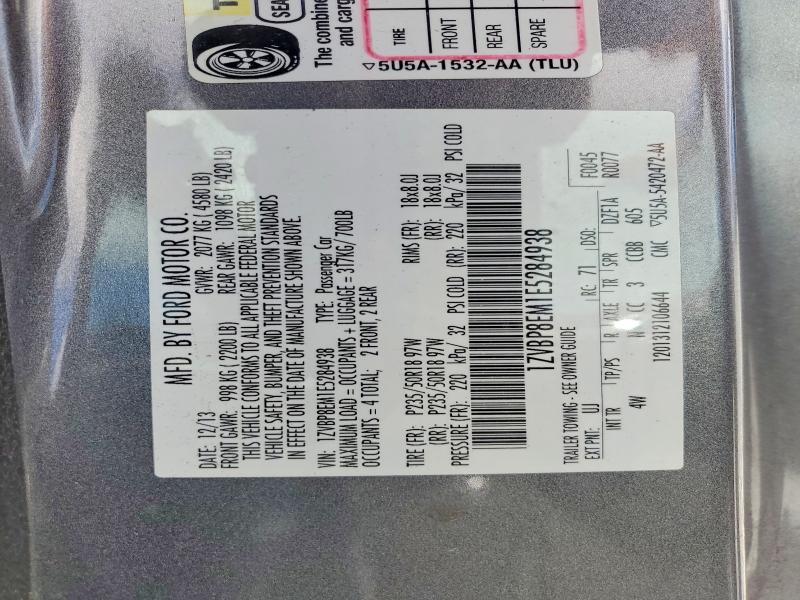 SEA
The combine
and carg
TIRE
FRONT
REAR
SPARE
▽5U5A-1532-AA (TLU)
MFD. BY FORD MOTOR CO.
DATE: 12/13 GVWR: 2077 KG (4580 LB)
FRONT GAWR: 998 KG (2200 LB) REAR GAWR: 1098 KG (2420 LB)
THIS VEHICLE CONFORMS TO ALL APPLICABLE FEDERAL MOTOR
VEHICLE SAFETY, BUMPER, AND THEFT PREVENTION STANDARDS
IN EFFECT ON THE DATE OF MANUFACTURE SHOWN ABOVE.
VIN: 1ZVBP8EM1E5284938 TYPE: Passenger Car
MAXIMUM LOAD = OCCUPANTS + LUGGAGE = 317KG/700LB
OCCUPANTS = 4 TOTAL; 2 FRONT, 2 REAR
TIRE (FR): P235/50R18 97W RIMS (FR): 18x8.0J
(RR): P235/50R18 97W (RR): 18x8.0J
PRESSURE (FR): 220 kPa/ 32 PSI COLD (RR): 220 kPa/ 32 PSI COLD
1ZVBP8EM1E5284938
TRAILER TOWING - SEE OWNER GUIDE F0045
EXT PNT: UJ RC: 71 DSO: R0077
INT TR TP/PS R AXLE TR SPR DZF1A
4W N CC 3 CCBB 605
1201312106644 CMC ▽5U5A-5420472-AA